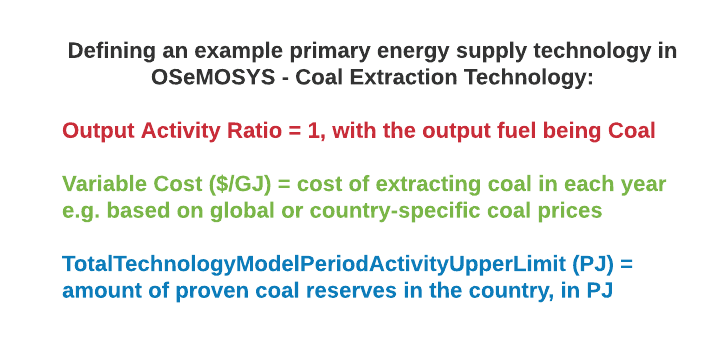 Defining an example primary energy supply technology in
OSeMOSYS - Coal Extraction Technology:
Output Activity Ratio = 1, with the output fuel being Coal
Variable Cost ($/GJ) = cost of extracting coal in each year
e.g. based on global or country-specific coal prices
TotalTechnologyModelPeriodActivityUpperLimit (PJ) =
amount of proven coal reserves in the country, in PJ